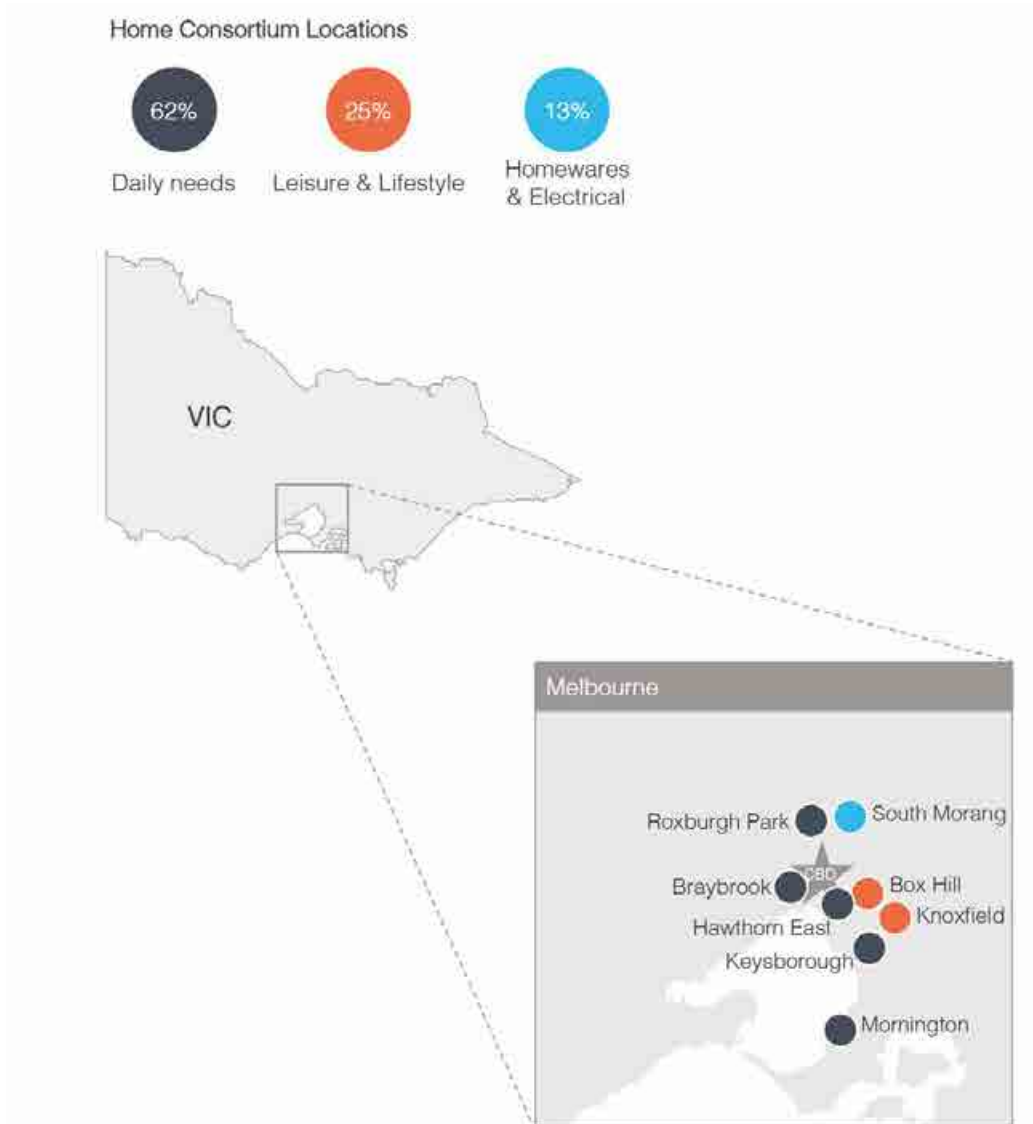 Home Consortium Locations
62%
25%
13%
Daily needs
Leisure & Lifestyle
Homewares
& Electrical
VIC
Melbourne
Roxburgh Park
South Morang
CBD
Braybrook
Box Hill
Hawthorn East
Knoxfield
Keysborough
Mornington